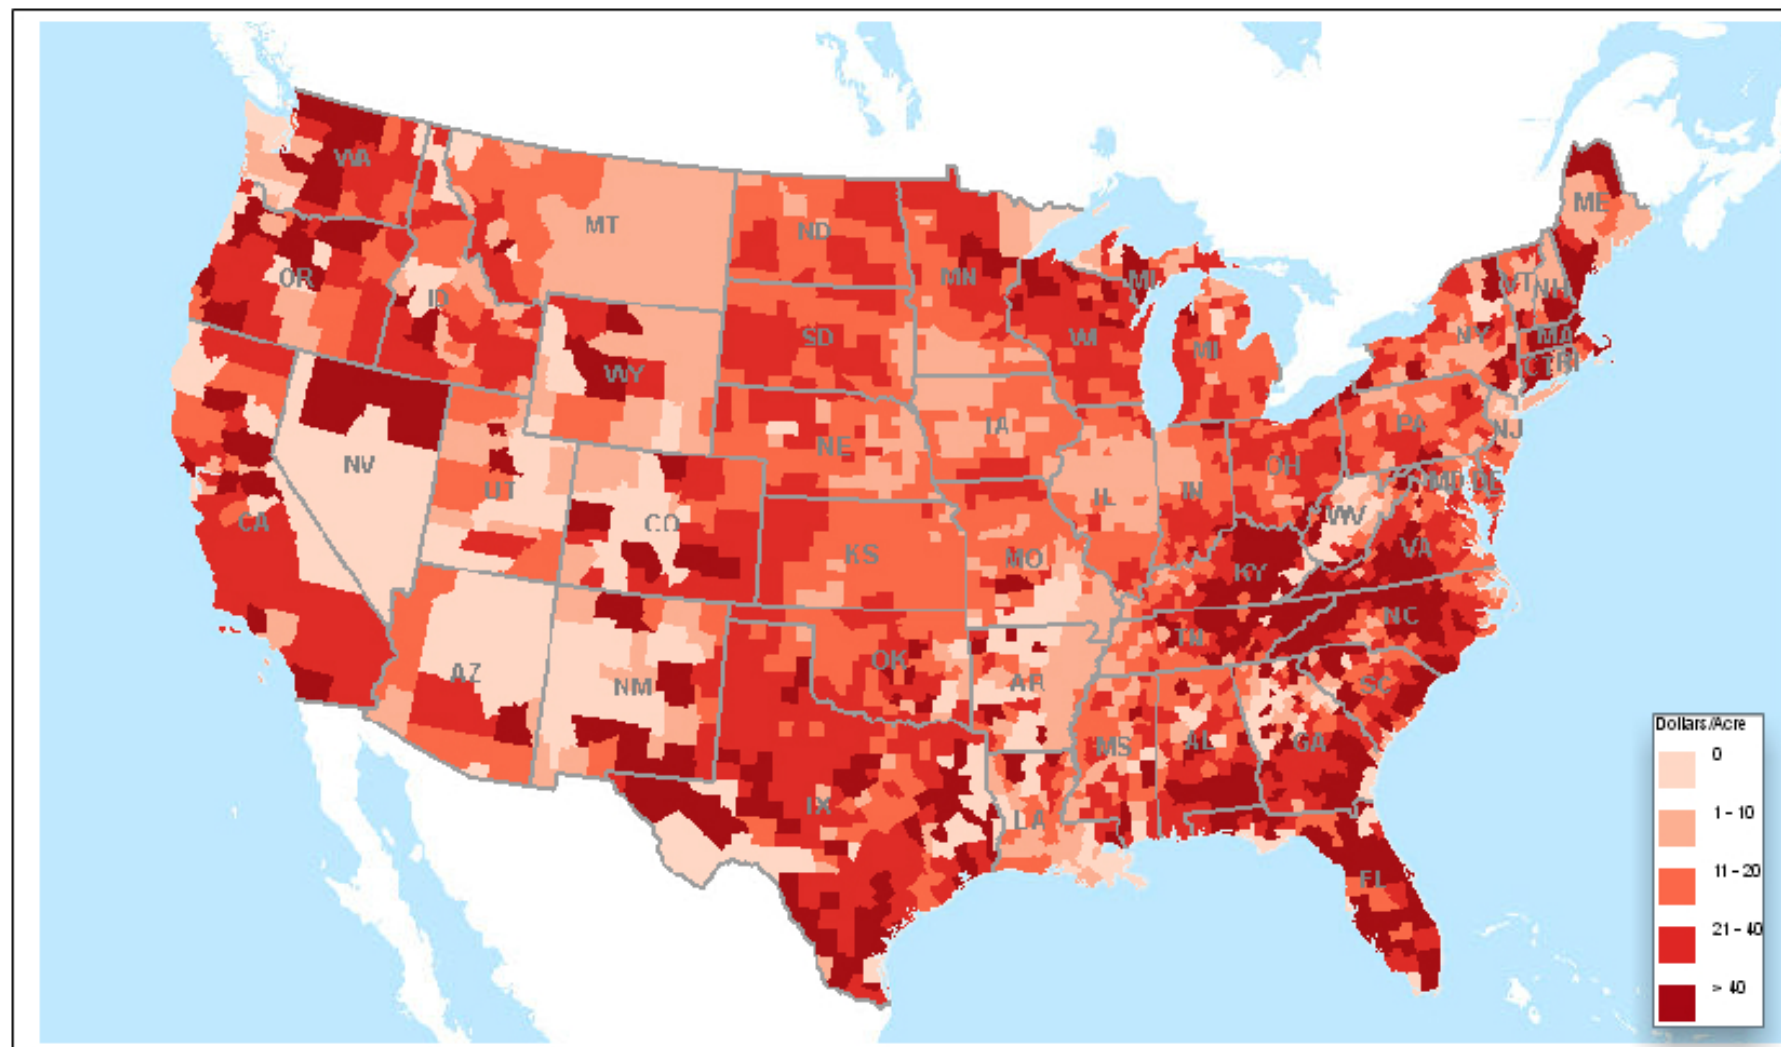 WA
MT
ND
MN
ME
OR
ID
MI
VT
NH
SD
WI
MI
NY
MA
WY
CT
RI
IA
NE
PA
NJ
NV
UT
OH
IL
IN
MD
DE
CA
CO
WV
KS
MO
VA
KY
NC
TN
OK
AZ
NM
AR
SC
MS
AL
GA
TX
LA
FL
Dollars/Acre
0
1 - 10
11 - 20
21 - 40
> 40